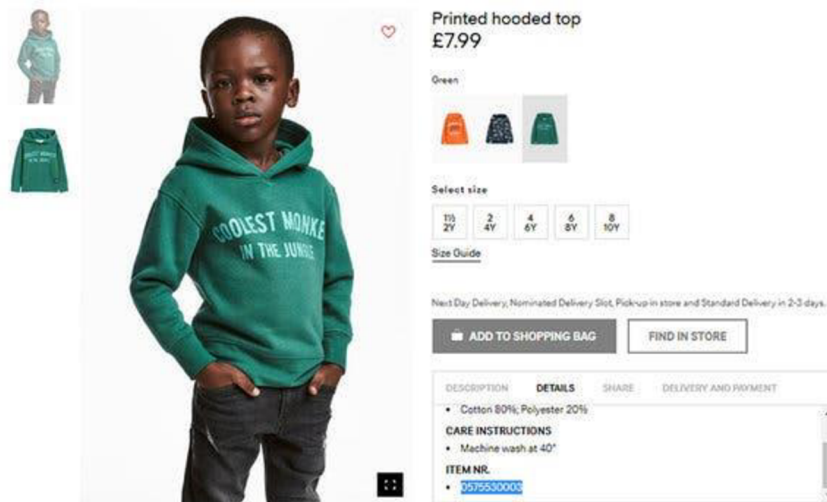 Printed hooded top
£7.99
Green
COOLEST MONKE
IN THE JUNGLE
Select size
1½ 2 4 6 8
2Y 4Y 6Y 8Y 10Y
Size Guide
Next Day Delivery, Nominated Delivery Slot, Pick-up in store and Standard Delivery in 2-3 days.
ADD TO SHOPPING BAG FIND IN STORE
DESCRIPTION DETAILS SHARE DELIVERY AND PAYMENT
• Cotton 80%; Polyester 20%
CARE INSTRUCTIONS
• Machine wash at 40°
ITEM NR.
• 0575530003